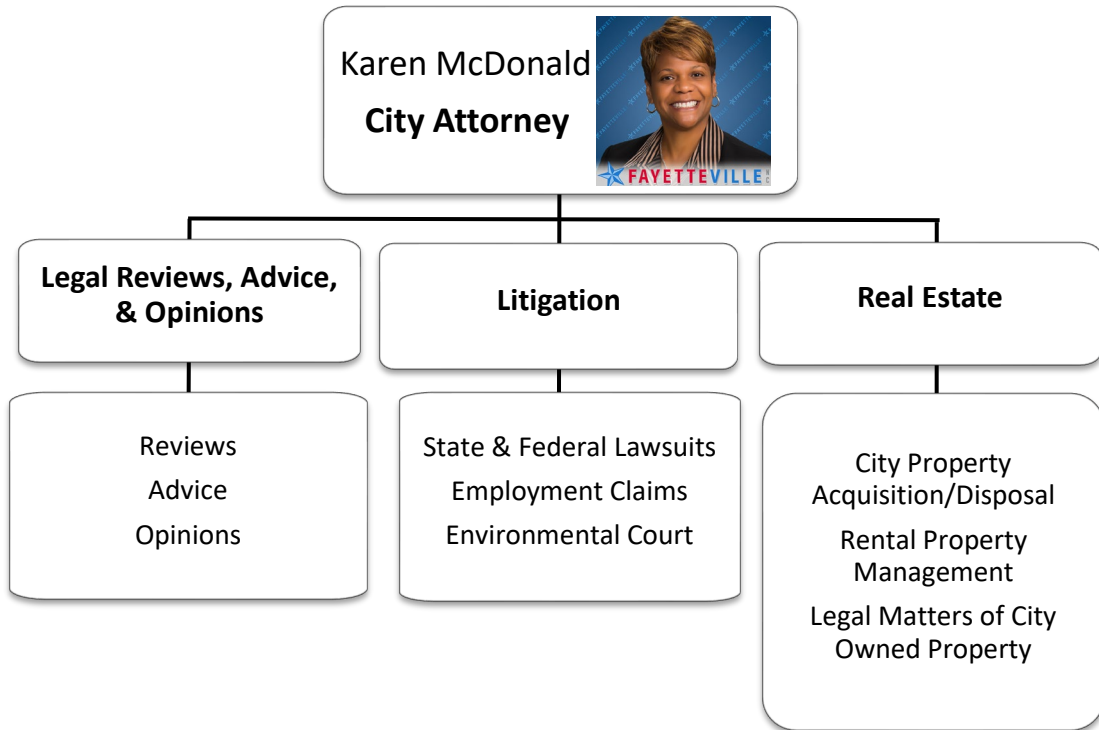 Karen McDonald
City Attorney
FAYETTEVILLE
Legal Reviews, Advice,
& Opinions
Litigation
Real Estate
Reviews
Advice
Opinions
State & Federal Lawsuits
Employment Claims
Environmental Court
City Property
Acquisition/Disposal
Rental Property
Management
Legal Matters of City
Owned Property